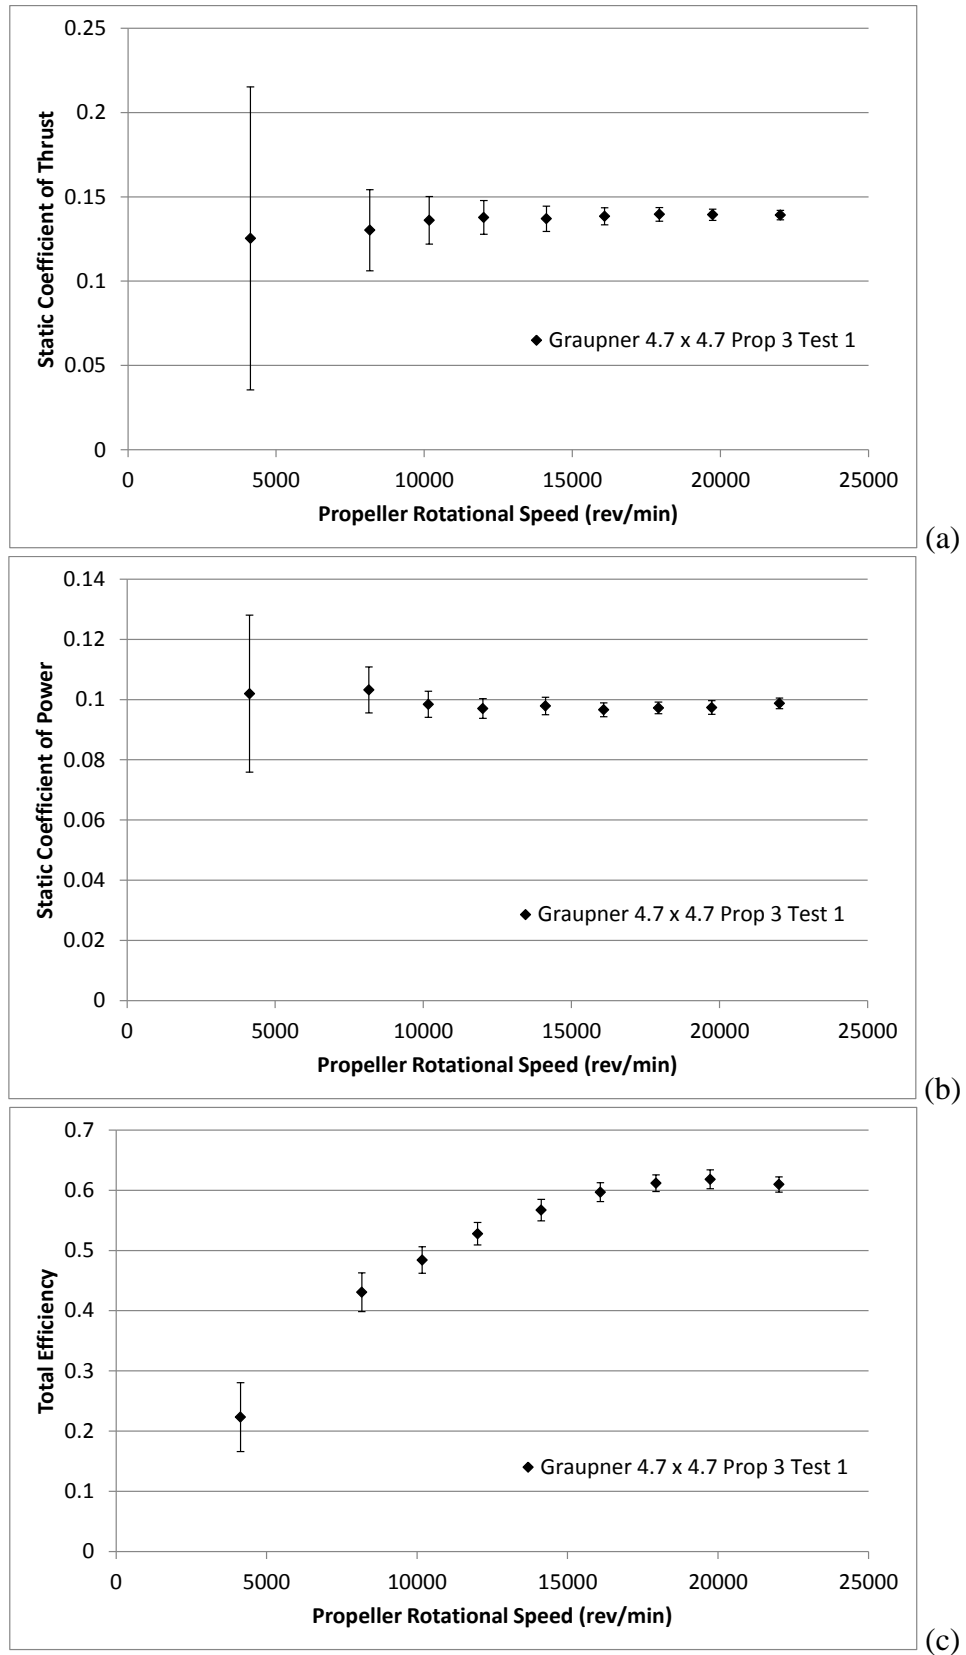 0.25
0.2
0.15
0.1
0.05
0
Static Coefficient of Thrust
Graupner 4.7 x 4.7 Prop 3 Test 1
0 5000 10000 15000 20000 25000
Propeller Rotational Speed (rev/min)
(a)
0.14
0.12
0.1
0.08
0.06
0.04
0.02
0
Static Coefficient of Power
Graupner 4.7 x 4.7 Prop 3 Test 1
0 5000 10000 15000 20000 25000
Propeller Rotational Speed (rev/min)
(b)
0.7
0.6
0.5
0.4
0.3
0.2
0.1
0
Total Efficiency
Graupner 4.7 x 4.7 Prop 3 Test 1
0 5000 10000 15000 20000 25000
Propeller Rotational Speed (rev/min)
(c)